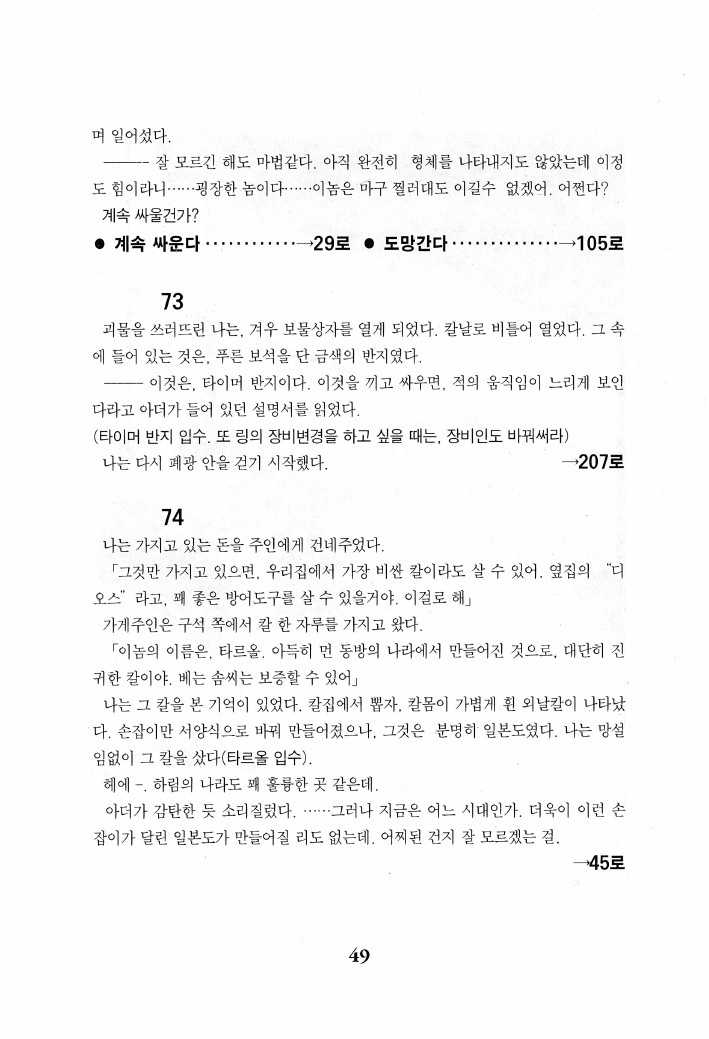 며 일어섰다.
――― 잘 모르긴 해도 마법같다. 아직 완전히 형체를 나타내지도 않았는데 이정
도 힘이라니……굉장한 놈이다……이놈은 마구 찔러대도 이길수 없겠어. 어쩐다?
계속 싸울건가?
● 계속 싸운다 ············→29로 ● 도망간다 ··············→105로
73
괴물을 쓰러뜨린 나는, 겨우 보물상자를 열게 되었다. 칼날로 비틀어 열었다. 그 속
에 들어 있는 것은, 푸른 보석을 단 금색의 반지였다.
――― 이것은, 타이머 반지이다. 이것을 끼고 싸우면, 적의 움직임이 느리게 보인
다라고 아더가 들어 있던 설명서를 읽었다.
(타이머 반지 입수. 또 링의 장비변경을 하고 싶을 때는, 장비인도 바꿔써라)
나는 다시 폐광 안을 걷기 시작했다. →207로
74
나는 가지고 있는 돈을 주인에게 건네주었다.
「그것만 가지고 있으면, 우리집에서 가장 비싼 칼이라도 살 수 있어. 옆집의 “디
오스” 라고, 꽤 좋은 방어도구를 살 수 있을거야. 이걸로 해」
가게주인은 구석 쪽에서 칼 한 자루를 가지고 왔다.
「이놈의 이름은, 타르올. 아득히 먼 동방의 나라에서 만들어진 것으로, 대단히 진
귀한 칼이야. 베는 솜씨는 보증할 수 있어」
나는 그 칼을 본 기억이 있었다. 칼집에서 뽑자, 칼몸이 가볍게 휜 외날칼이 나타났
다. 손잡이만 서양식으로 바꿔 만들어졌으나, 그것은 분명히 일본도였다. 나는 망설
임없이 그 칼을 샀다(타르올 입수).
헤에 -. 하림의 나라도 꽤 훌륭한 곳 같은데.
아더가 감탄한 듯 소리질렀다. ……그러나 지금은 어느 시대인가. 더욱이 이런 손
잡이가 달린 일본도가 만들어질 리도 없는데. 어찌된 건지 잘 모르겠는 걸.
→45로
49